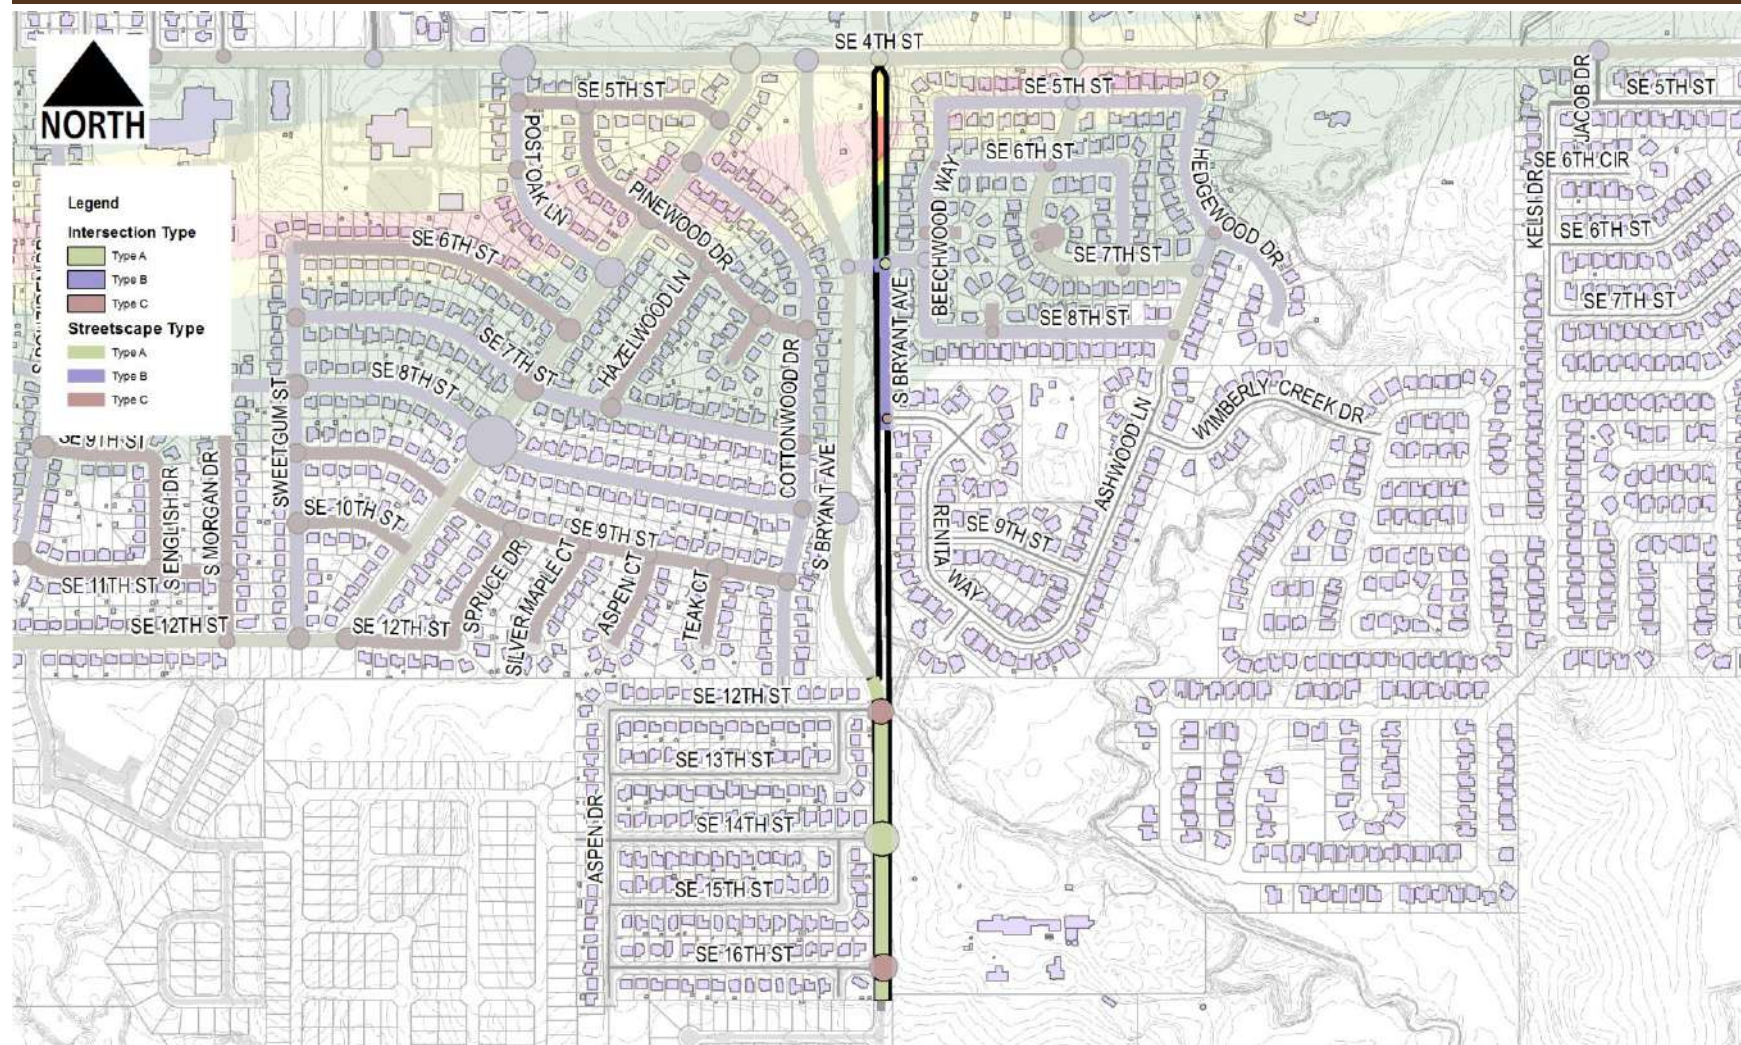 SE 4TH ST
NORTH
SE 5TH ST
SE 5TH ST
JACOB DR
SE 5TH ST
POST OAK LN
SE 6TH ST
SE 6TH CIR
BEECHWOOD WAY
HEDGEWOOD DR
PINEWOOD DR
KELSI DR
Legend
Intersection Type
Type A
Type B
Type C
Streetscape Type
Type A
Type B
Type C
SE 6TH ST
SE 6TH ST
SE 7TH ST
HAZELWOOD LN
S BRYANT AVE
SE 7TH ST
SE 8TH ST
SE 7TH ST
SE 8TH ST
COTTONWOOD DR
SWEETGUM ST
ASHWOOD LN
WIMBERLY CREEK DR
SE 9TH ST
S ENGLISH DR
S MORGAN DR
SE 10TH ST
S BRYANT AVE
SE 9TH ST
RENITA WAY
SE 9TH ST
SE 11TH ST
SE 12TH ST
SE 12TH ST
SPRUCE DR
SILVER MAPLE CT
ASPEN CT
TEAK CT
SE 12TH ST
SE 13TH ST
SE 14TH ST
ASPEN DR
SE 15TH ST
SE 16TH ST